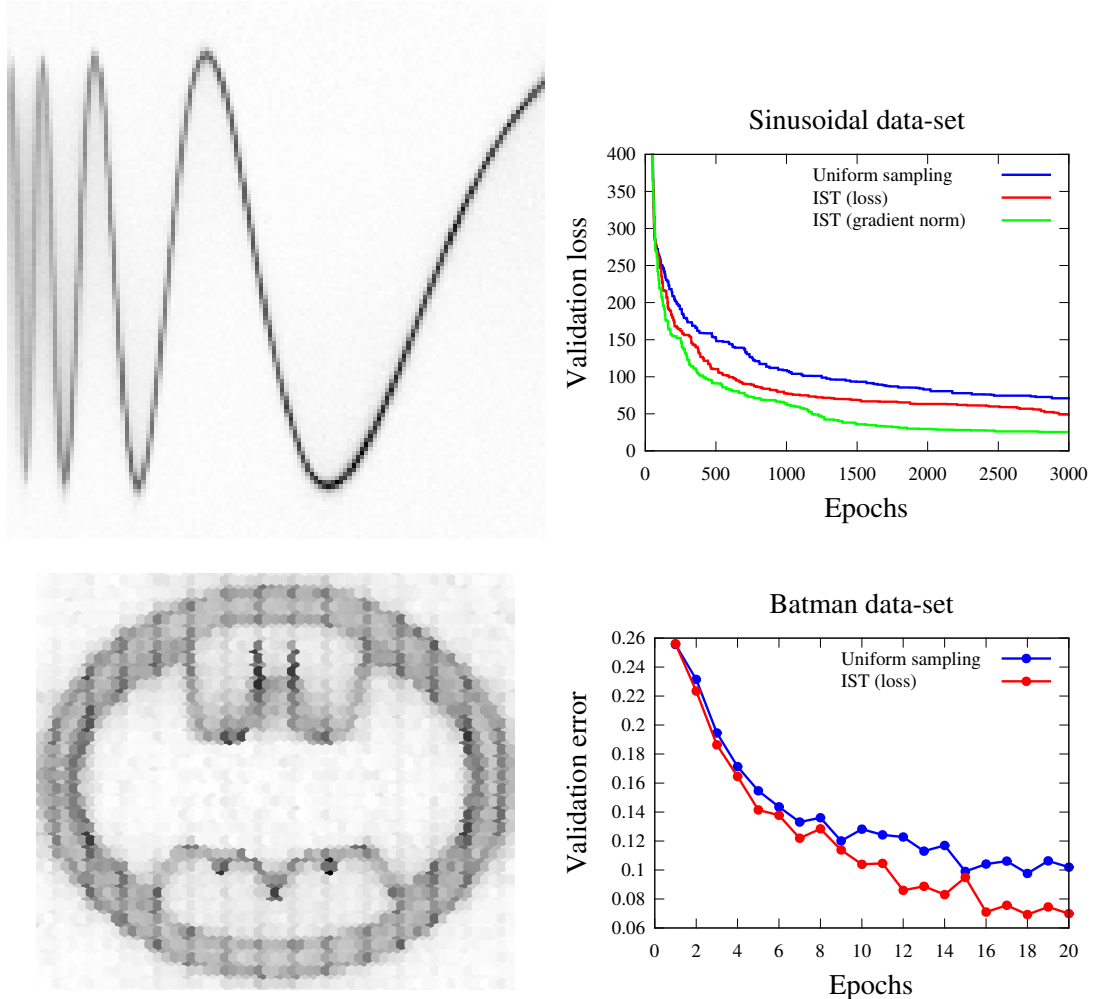 Sinusoidal data-set
400
350
300
250
200
150
100
50
0
Validation loss
Uniform sampling
IST (loss)
IST (gradient norm)
0 500 1000 1500 2000 2500 3000
Epochs
Batman data-set
0.26
0.24
0.22
0.2
0.18
0.16
0.14
0.12
0.1
0.08
0.06
Validation error
Uniform sampling
IST (loss)
0 2 4 6 8 10 12 14 16 18 20
Epochs